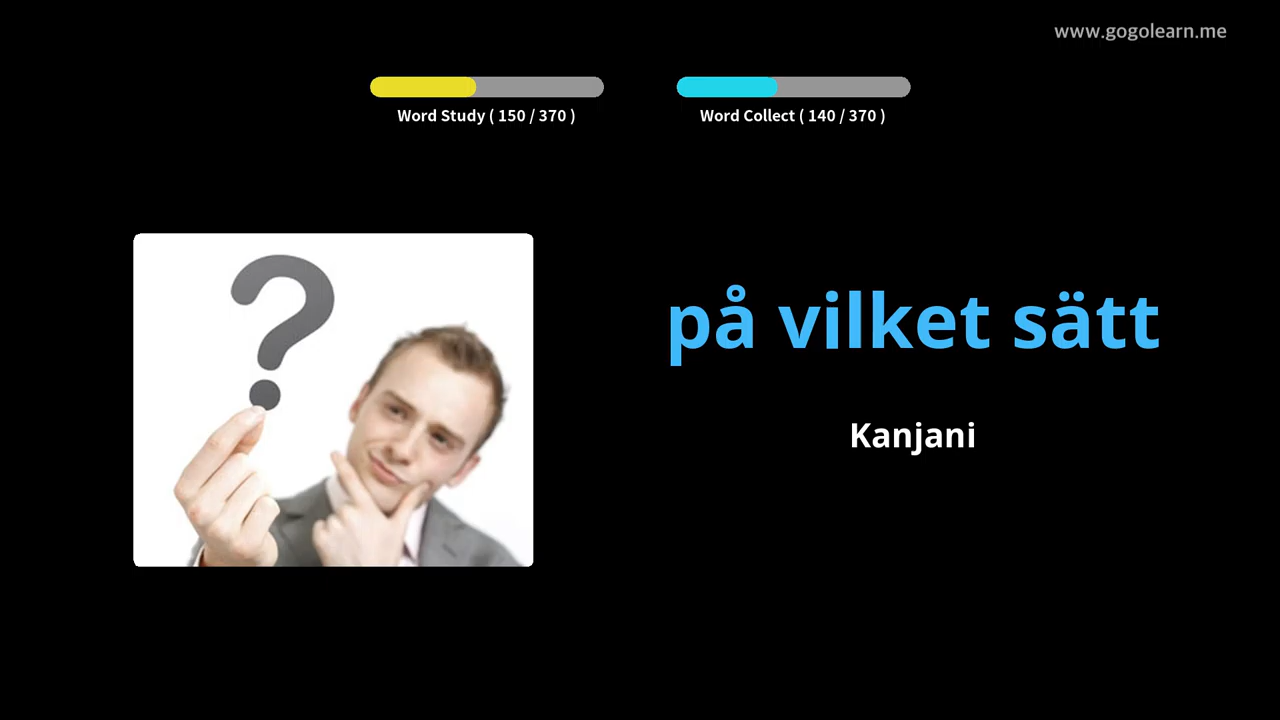 www.gogolearn.me
Word Study ( 150 / 370 )
Word Collect ( 140 / 370 )
?
på vilket sätt
Kanjani